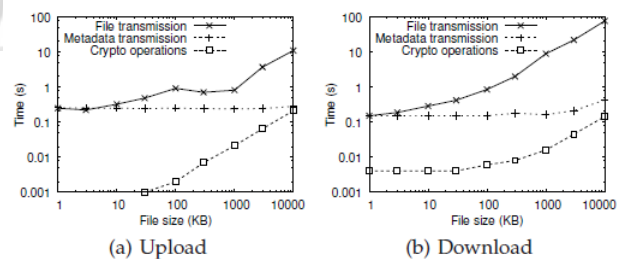 File transmission
Metadata transmission
Crypto operations
100
10
1
0.1
0.01
0.001
Time (s)
1 10 100 1000 10000
File size (KB)
(a) Upload
File transmission
Metadata transmission
Crypto operations
100
10
1
0.1
0.01
0.001
Time (s)
1 10 100 1000 10000
File size (KB)
(b) Download